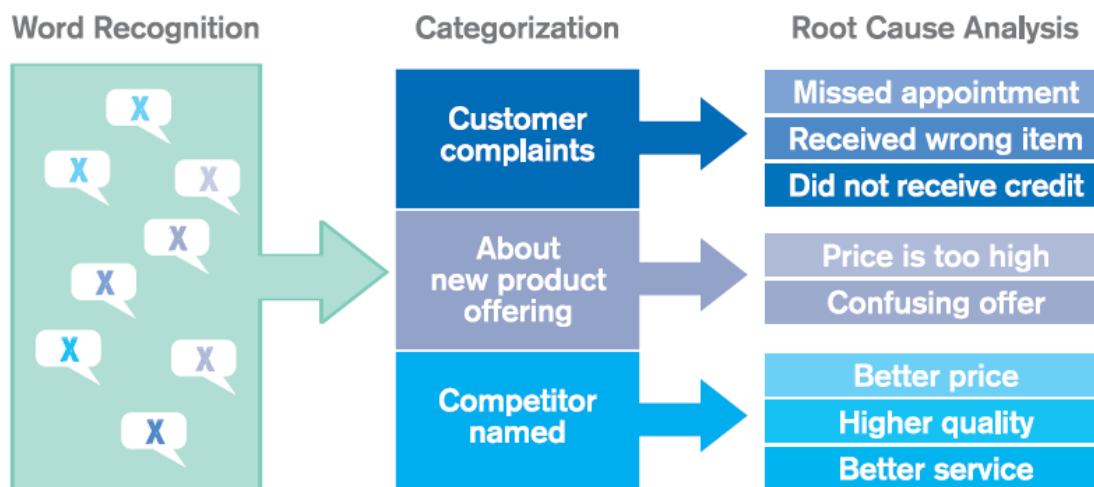 Word Recognition
Categorization
Root Cause Analysis
X
X
X
X
X
X
X
X
Customer
complaints
About
new product
offering
Competitor
named
Missed appointment
Received wrong item
Did not receive credit
Price is too high
Confusing offer
Better price
Higher quality
Better service